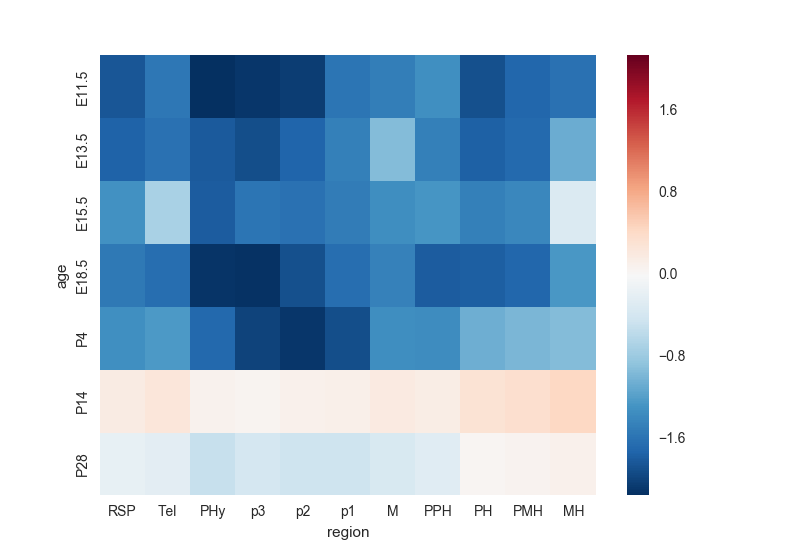 age
E11.5
E13.5
E15.5
E18.5
P4
P14
P28
RSP Tel PHy p3 p2 p1 M PPH PH PMH MH
region
1.6
0.8
0.0
−0.8
−1.6